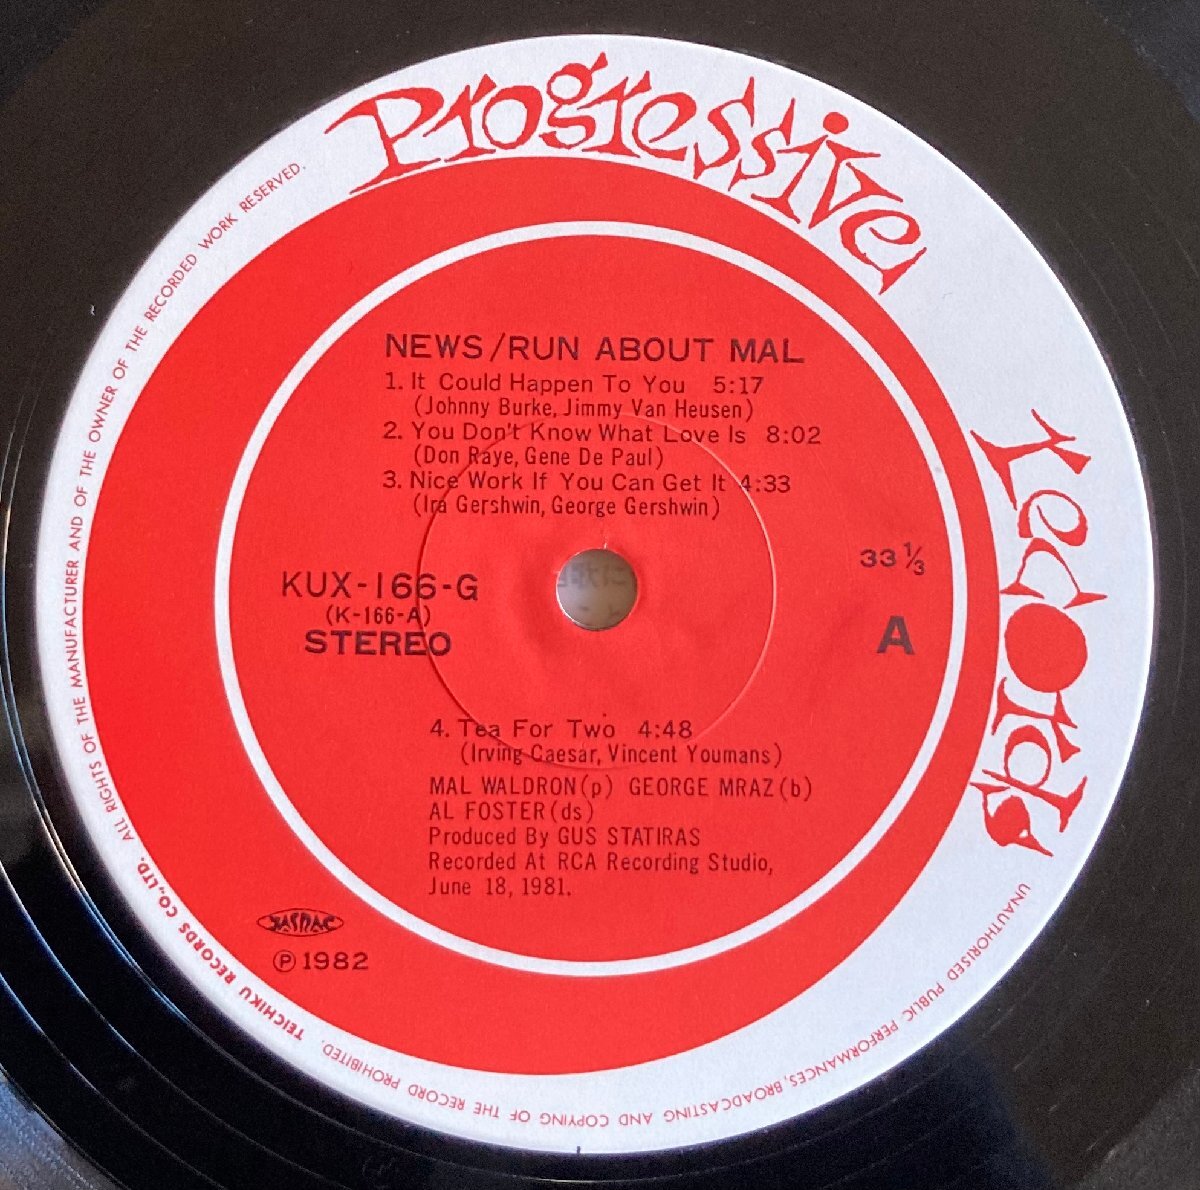 Progressive
records
NEWS/RUN ABOUT MAL
1. It Could Happen To You 5:17
(Johnny Burke, Jimmy Van Heusen)
2. You Don't Know What Love Is 8:02
(Don Raye, Gene De Paul)
3. Nice Work If You Can Get It 4:33
(Ira Gershwin, George Gershwin)
KUX-166-G
(K-166-A)
STEREO
33 1/3
A
4. Tea For Two 4:48
(Irving Caesar, Vincent Youmans)
MAL WALDRON(p) GEORGE MRAZ(b)
AL FOSTER(ds)
Produced By GUS STATIRAS
Recorded At RCA Recording Studio,
June 18, 1981.
JASRAC
Ⓟ1982
TEICHIKU RECORDS CO.,LTD. ALL RIGHTS OF THE MANUFACTURER AND OF THE OWNER OF THE RECORDED WORK RESERVED.
UNAUTHORISED PUBLIC PERFORMANCES, BROADCASTING AND COPYING OF THE RECORD PROHIBITED.